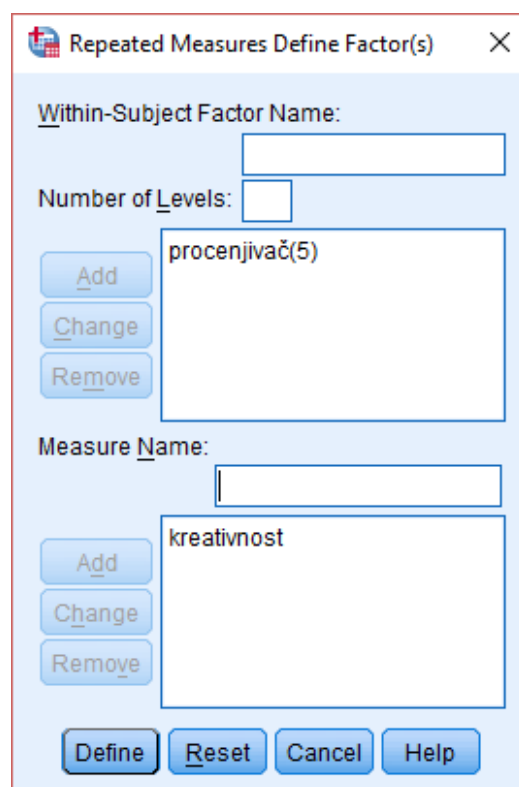 Repeated Measures Define Factor(s)
Within-Subject Factor Name:
Number of Levels:
procenjivač(5)
Add
Change
Remove
Measure Name:
kreativnost
Add
Change
Remove
Define Reset Cancel Help